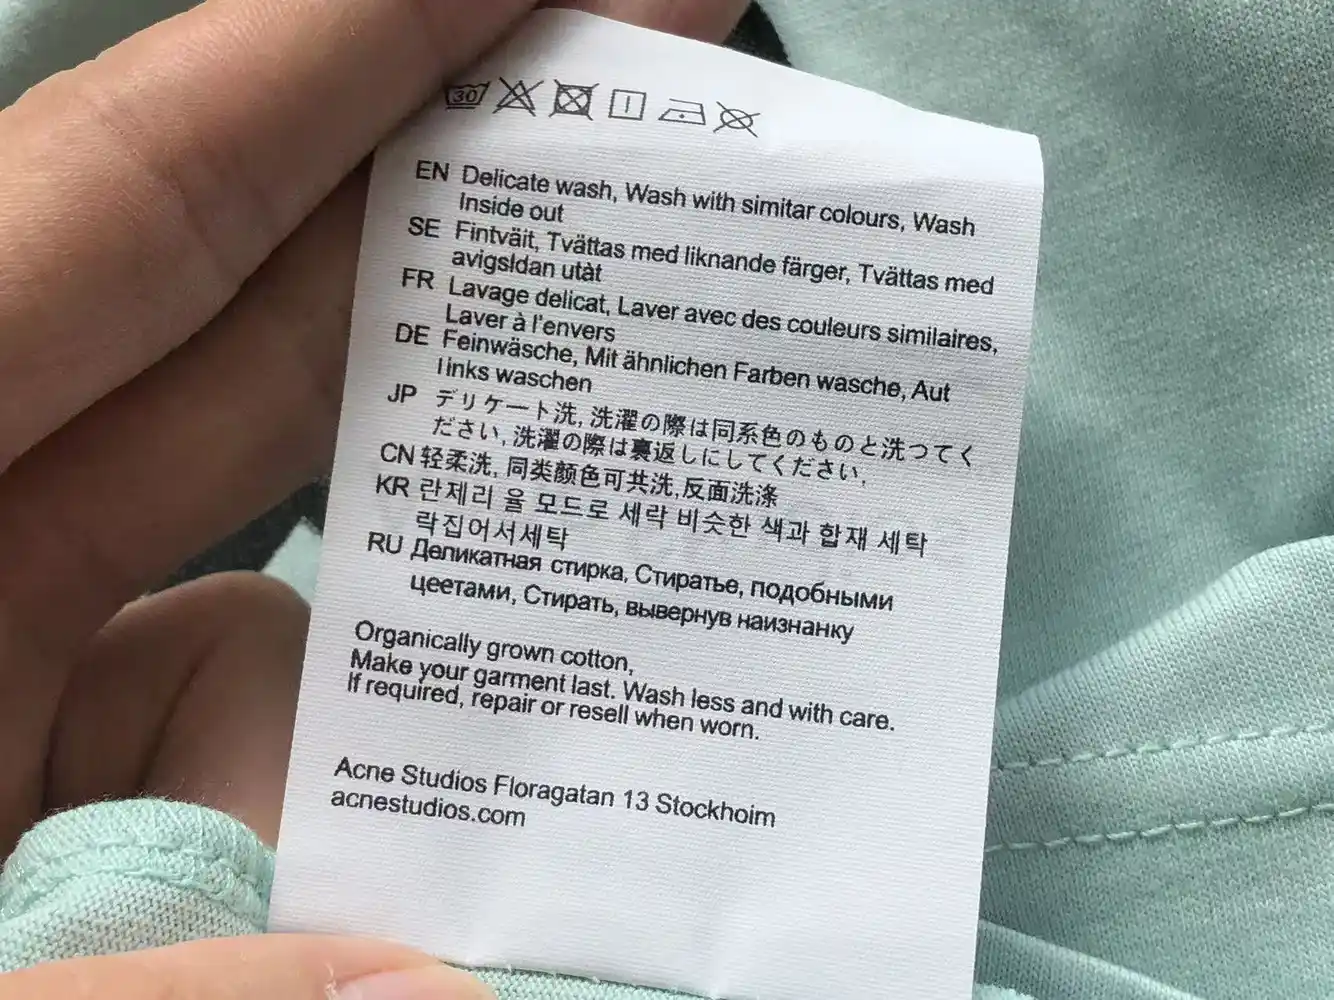 30
EN Delicate wash, Wash with simitar colours, Wash
Inside out
SE Fintväit, Tvättas med liknande färger, Tvättas med
avigsldan utàt
FR Lavage delicat, Laver avec des couleurs similaires,
Laver à l'envers
DE Feinwäsche, Mit ähnlichen Farben wasche, Aut
links waschen
JP デリケート洗, 洗濯の際は同系色のものと洗つてく
ださい, 洗濯の際は裏返しにしてください,
CN 轻柔洗, 同类颜色可共洗,反面洗涤
KR 란제리 율 모드로 세락 비슷한 색과 합재 세탁
락집어서세탁
RU Деликатная стирка, Стиратье, подобными
цеетами, Стирать, вывернув наизнанку
Organically grown cotton,
Make your garment last. Wash less and with care.
If required, repair or resell when worn.
Acne Studios Floragatan 13 Stockhoim
acnestudios.com